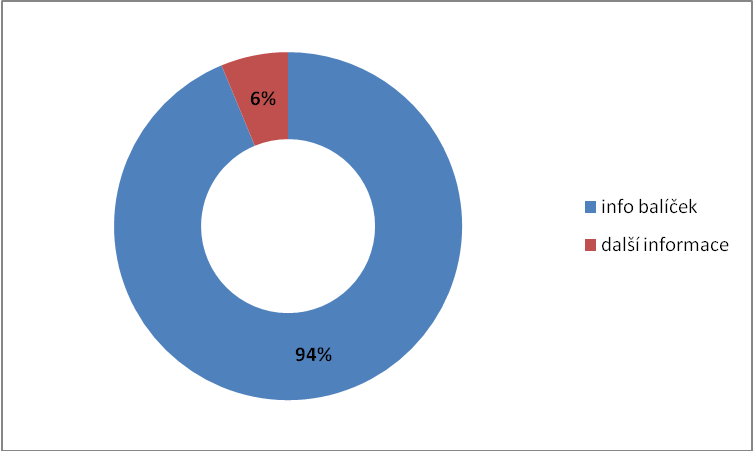 6%
info balíček
další informace
94%